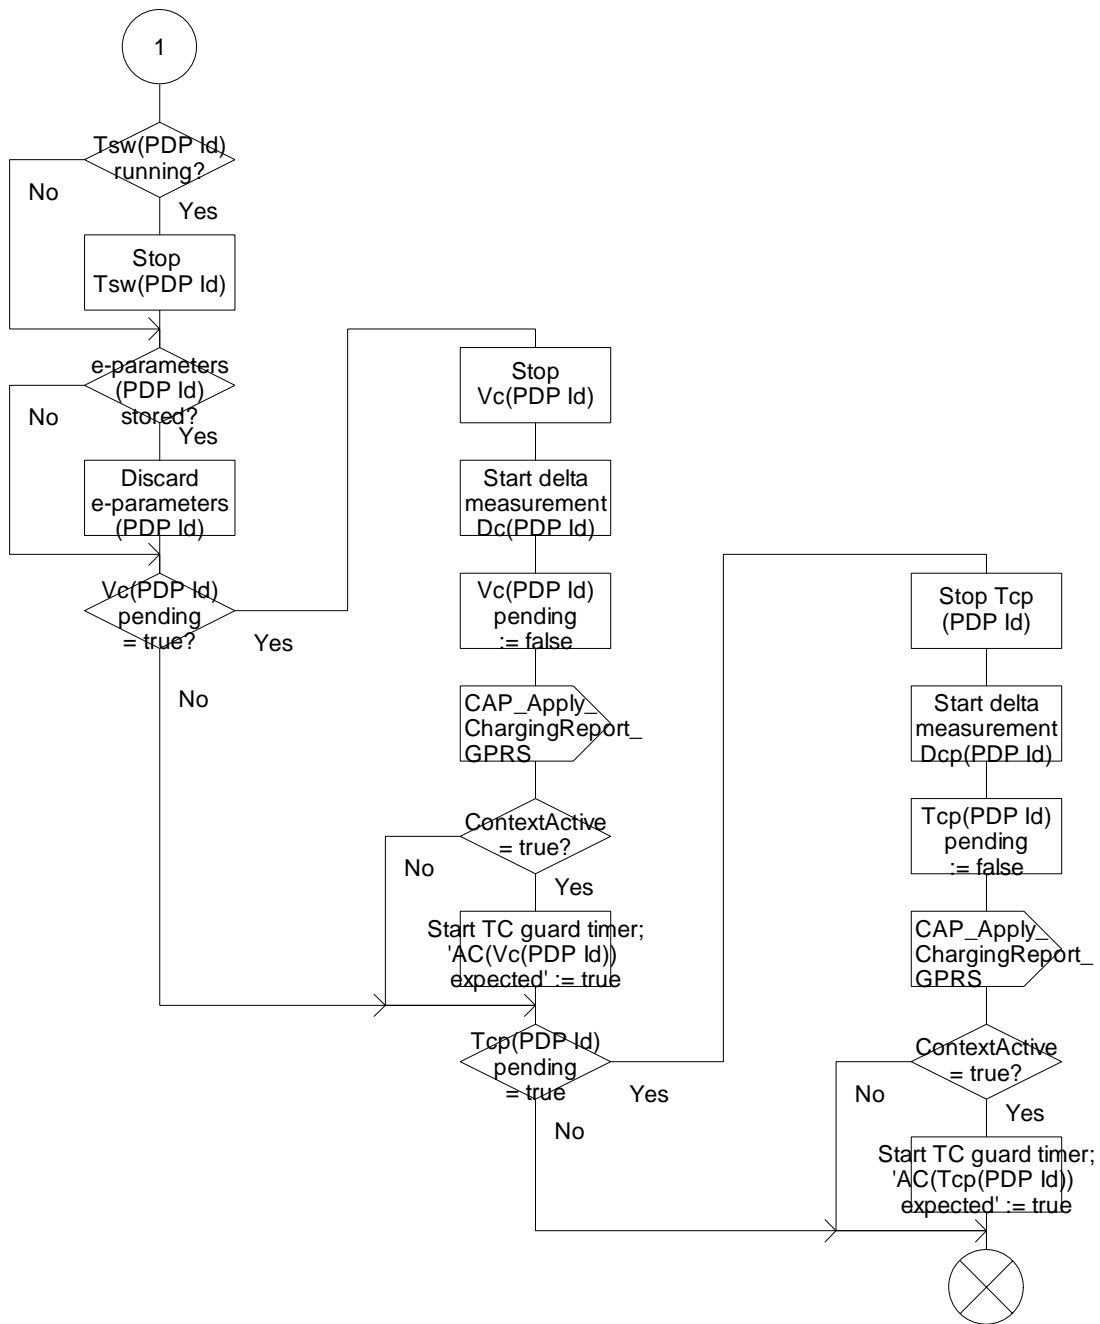 1
Tsw(PDP Id)
running?
No
Yes
Stop
Tsw(PDP Id)
e-parameters
(PDP Id)
stored?
No
Yes
Discard
e-parameters
(PDP Id)
Vc(PDP Id)
pending
= true?
Yes
No
Stop
Vc(PDP Id)
Start delta
measurement
Dc(PDP Id)
Vc(PDP Id)
pending
:= false
CAP_Apply_
ChargingReport_
GPRS
ContextActive
= true?
No
Yes
Start TC guard timer;
'AC(Vc(PDP Id))
expected' := true
Tcp(PDP Id)
pending
= true
Yes
No
Stop Tcp
(PDP Id)
Start delta
measurement
Dcp(PDP Id)
Tcp(PDP Id)
pending
:= false
CAP_Apply_
ChargingReport_
GPRS
ContextActive
= true?
No
Yes
Start TC guard timer;
'AC(Tcp(PDP Id))
expected' := true